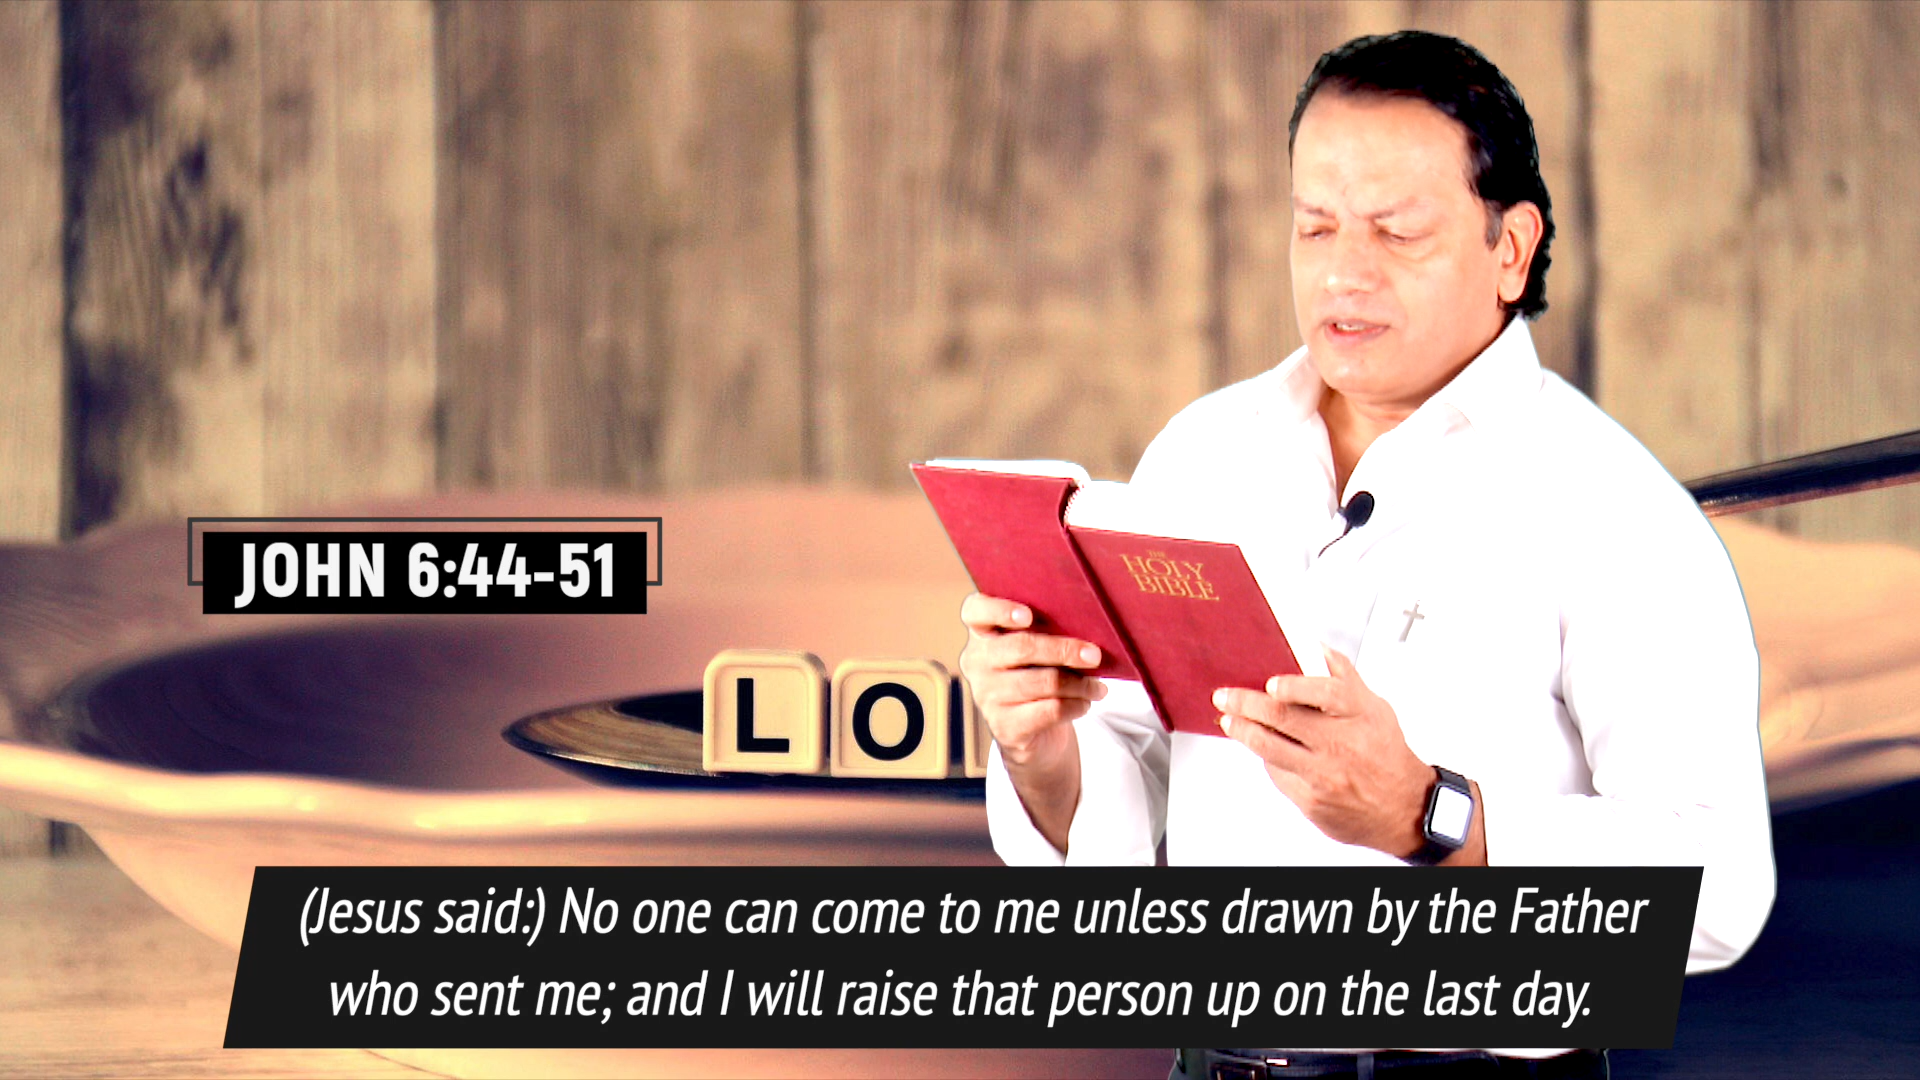 JOHN 6:44-51
THE
HOLY
BIBLE
L O
(Jesus said:) No one can come to me unless drawn by the Father
who sent me; and I will raise that person up on the last day.